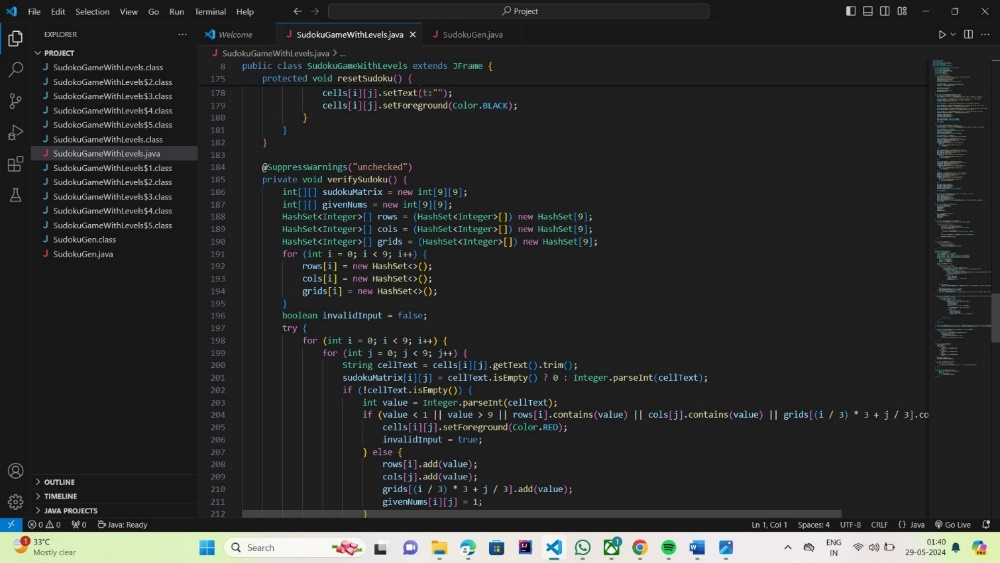 File Edit Selection View Go Run Terminal Help
Project
EXPLORER
Welcome
SudokuGameWithLevels.java
SudokuGen.java
PROJECT
SudokoGameWithLevels.class
SudokoGameWithLevels$2.class
SudokoGameWithLevels$3.class
SudokoGameWithLevels$4.class
SudokoGameWithLevels$5.class
SudokuGameWithLevels.class
SudokuGameWithLevels.java
SudokuGameWithLevels$1.class
SudokuGameWithLevels$2.class
SudokuGameWithLevels$3.class
SudokuGameWithLevels$4.class
SudokuGameWithLevels$5.class
SudokuGen.class
SudokuGen.java
OUTLINE
TIMELINE
JAVA PROJECTS
SudokuGameWithLevels.java > ...
8 public class SudokuGameWithLevels extends JFrame {
175 protected void resetSudoku() {
178 cells[i][j].setText(t:"");
179 cells[i][j].setForeground(Color.BLACK);
180 }
181 }
182 }
183
184 @SuppressWarnings("unchecked")
185 private void verifySudoku() {
186 int[][] sudokuMatrix = new int[9][9];
187 int[][] givenNums = new int[9][9];
188 HashSet<Integer>[] rows = (HashSet<Integer>[]) new HashSet[9];
189 HashSet<Integer>[] cols = (HashSet<Integer>[]) new HashSet[9];
190 HashSet<Integer>[] grids = (HashSet<Integer>[]) new HashSet[9];
191 for (int i = 0; i < 9; i++) {
192 rows[i] = new HashSet<>();
193 cols[i] = new HashSet<>();
194 grids[i] = new HashSet<>();
195 }
196 boolean invalidInput = false;
197 try {
198 for (int i = 0; i < 9; i++) {
199 for (int j = 0; j < 9; j++) {
200 String cellText = cells[i][j].getText().trim();
201 sudokuMatrix[i][j] = cellText.isEmpty() ? 0 : Integer.parseInt(cellText);
202 if (!cellText.isEmpty()) {
203 int value = Integer.parseInt(cellText);
204 if (value < 1 || value > 9 || rows[i].contains(value) || cols[j].contains(value) || grids[(i / 3) * 3 + j / 3].co
205 cells[i][j].setForeground(Color.RED);
206 invalidInput = true;
207 } else {
208 rows[i].add(value);
209 cols[j].add(value);
210 grids[(i / 3) * 3 + j / 3].add(value);
211 givenNums[i][j] = 1;
212 }
0 0 0 Java: Ready
Ln 1, Col 1 Spaces: 4 UTF-8 CRLF {} Java Go Live
1 33°C
Mostly clear
Search
1
ENG
IN
01:40
29-05-2024